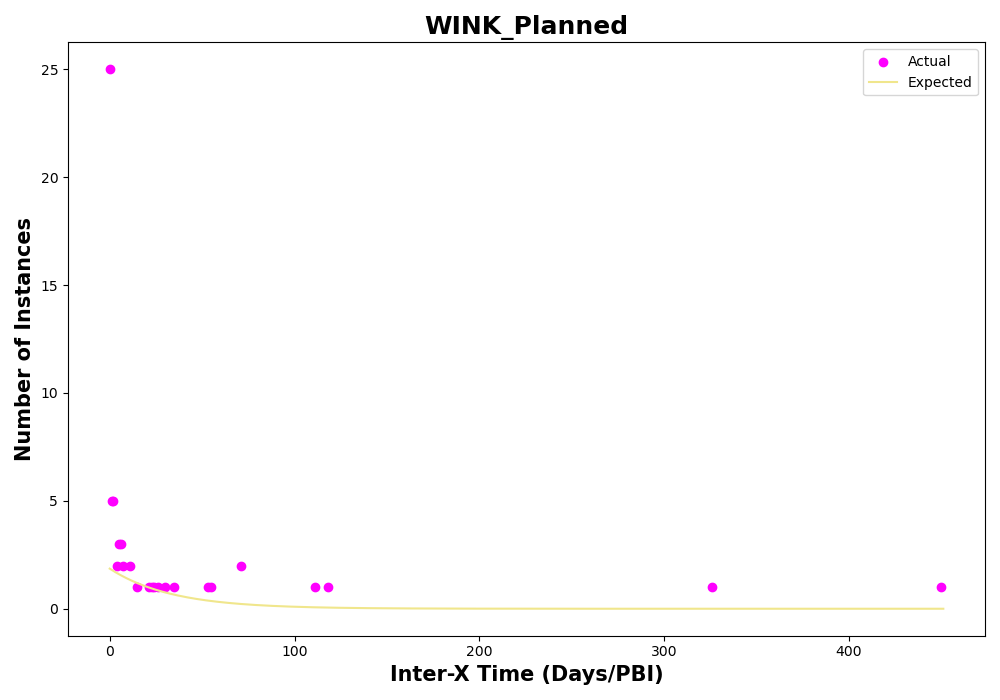 WINK_Planned
Actual
Expected
25
20
15
10
5
0
Number of Instances
0 100 200 300 400
Inter-X Time (Days/PBI)